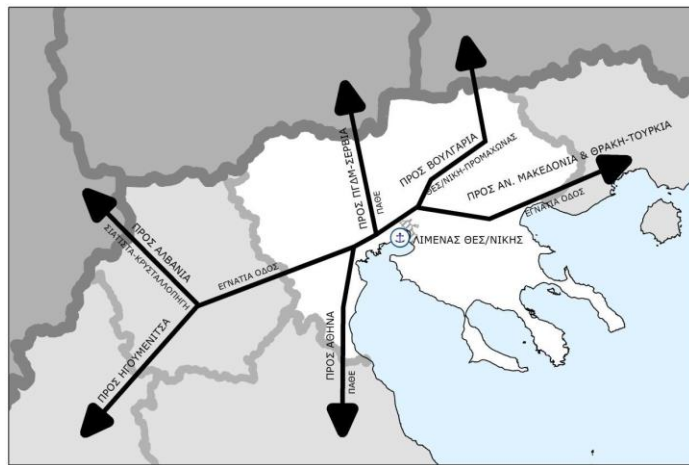 ΠΡΟΣ ΠΓΔΜ-ΣΕΡΒΙΑ
ΠΑΘΕ
ΠΡΟΣ ΒΟΥΛΓΑΡΙΑ
ΘΕΣ/ΝΙΚΗ-ΠΡΟΜΑΧΩΝΑΣ
ΠΡΟΣ ΑΝ. ΜΑΚΕΔΟΝΙΑ & ΘΡΑΚΗ-ΤΟΥΡΚΙΑ
ΕΓΝΑΤΙΑ ΟΔΟΣ
ΛΙΜΕΝΑΣ ΘΕΣ/ΝΙΚΗΣ
ΠΡΟΣ ΑΛΒΑΝΙΑ
ΣΙΑΤΙΣΤΑ-ΚΡΥΣΤΑΛΛΟΠΗΓΗ
ΕΓΝΑΤΙΑ ΟΔΟΣ
ΠΡΟΣ ΗΓΟΥΜΕΝΙΤΣΑ
ΠΡΟΣ ΑΘΗΝΑ
ΠΑΘΕ